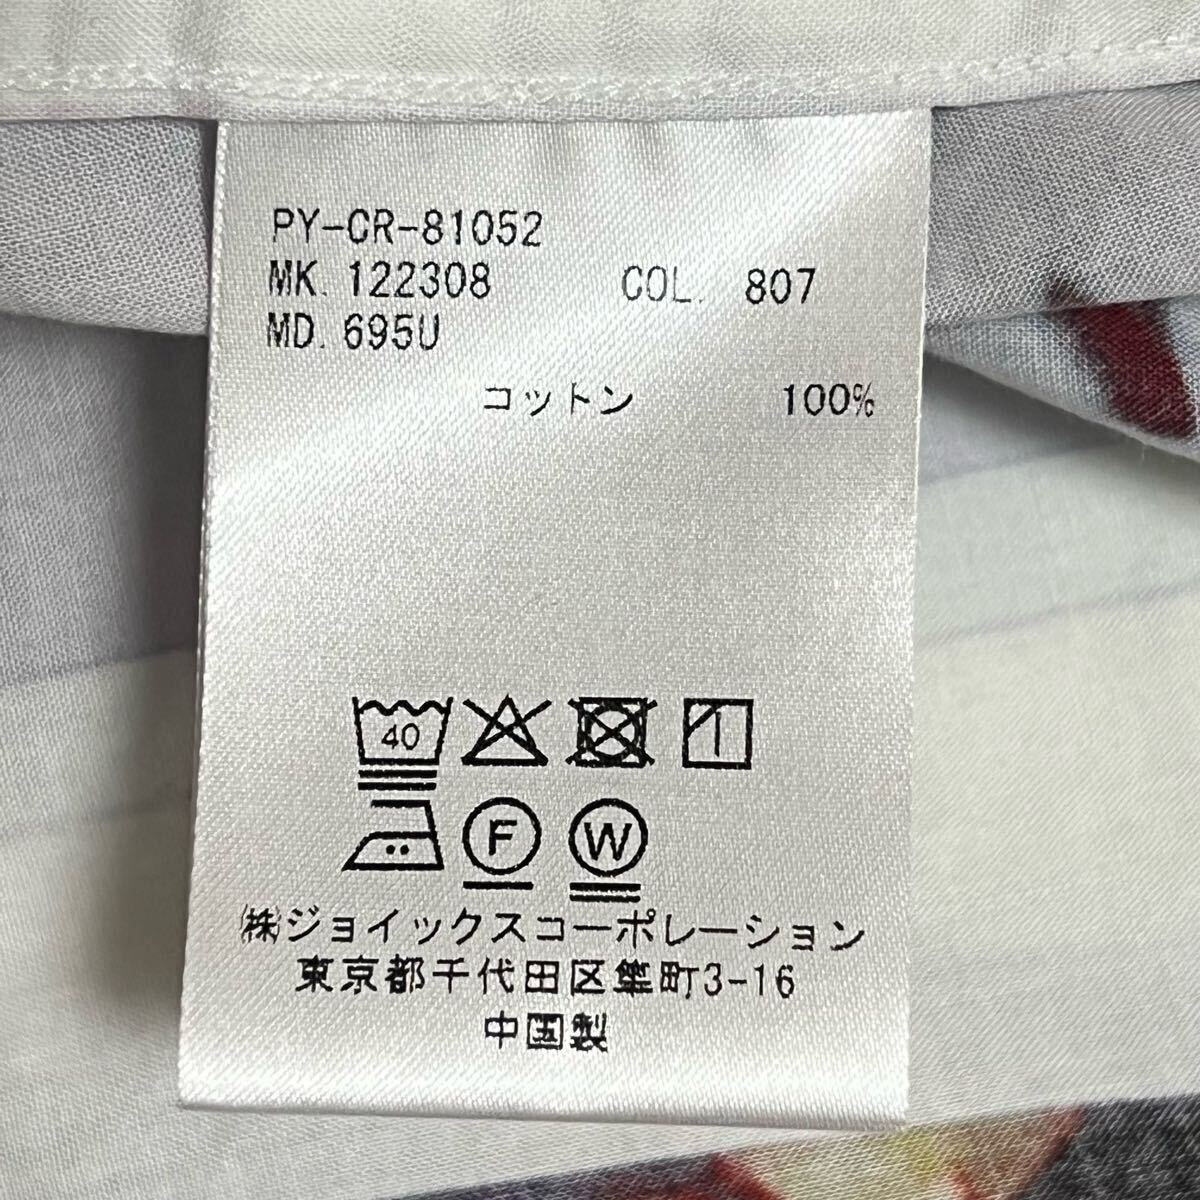 PY-CR-81052
MK. 122308 COL. 807
MD. 695U
コットン 100%
40
F W
㈱ジョイックスコーポレーション
東京都千代田区隼町3-16
中国製